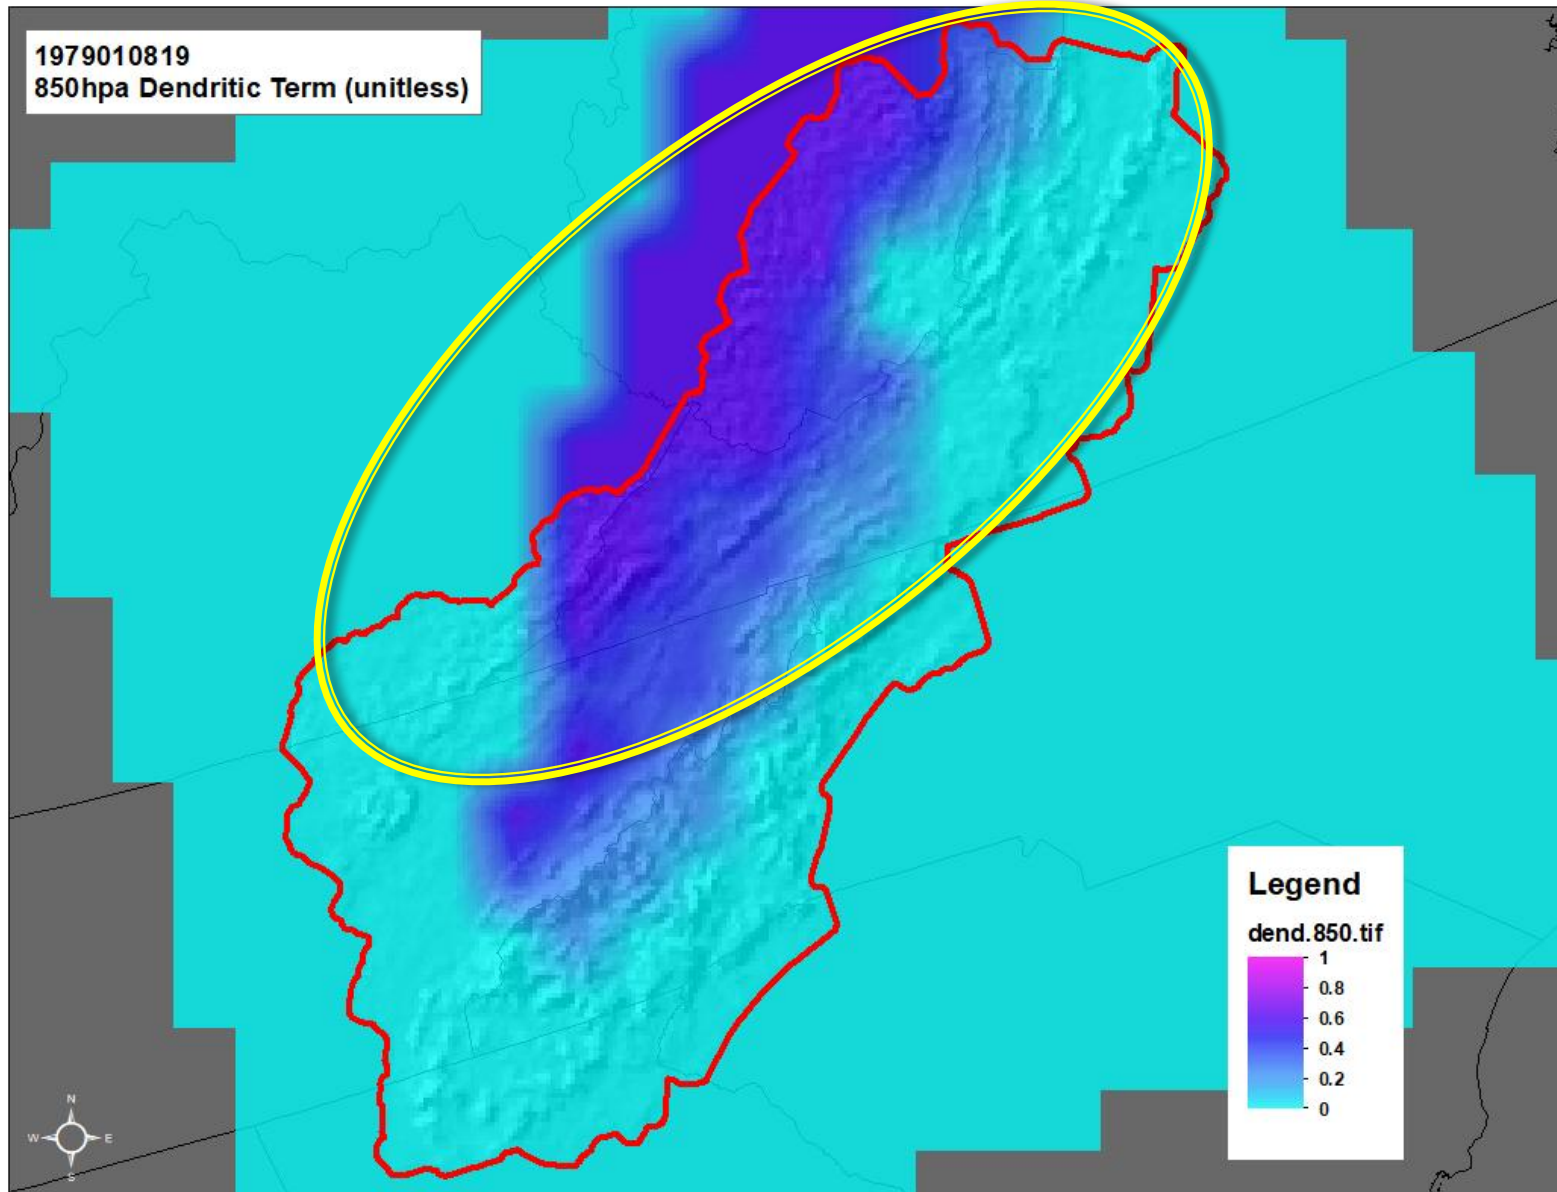 1979010819
850hpa Dendritic Term (unitless)
Legend
dend.850.tif
1
0.8
0.6
0.4
0.2
0
N
W E
S